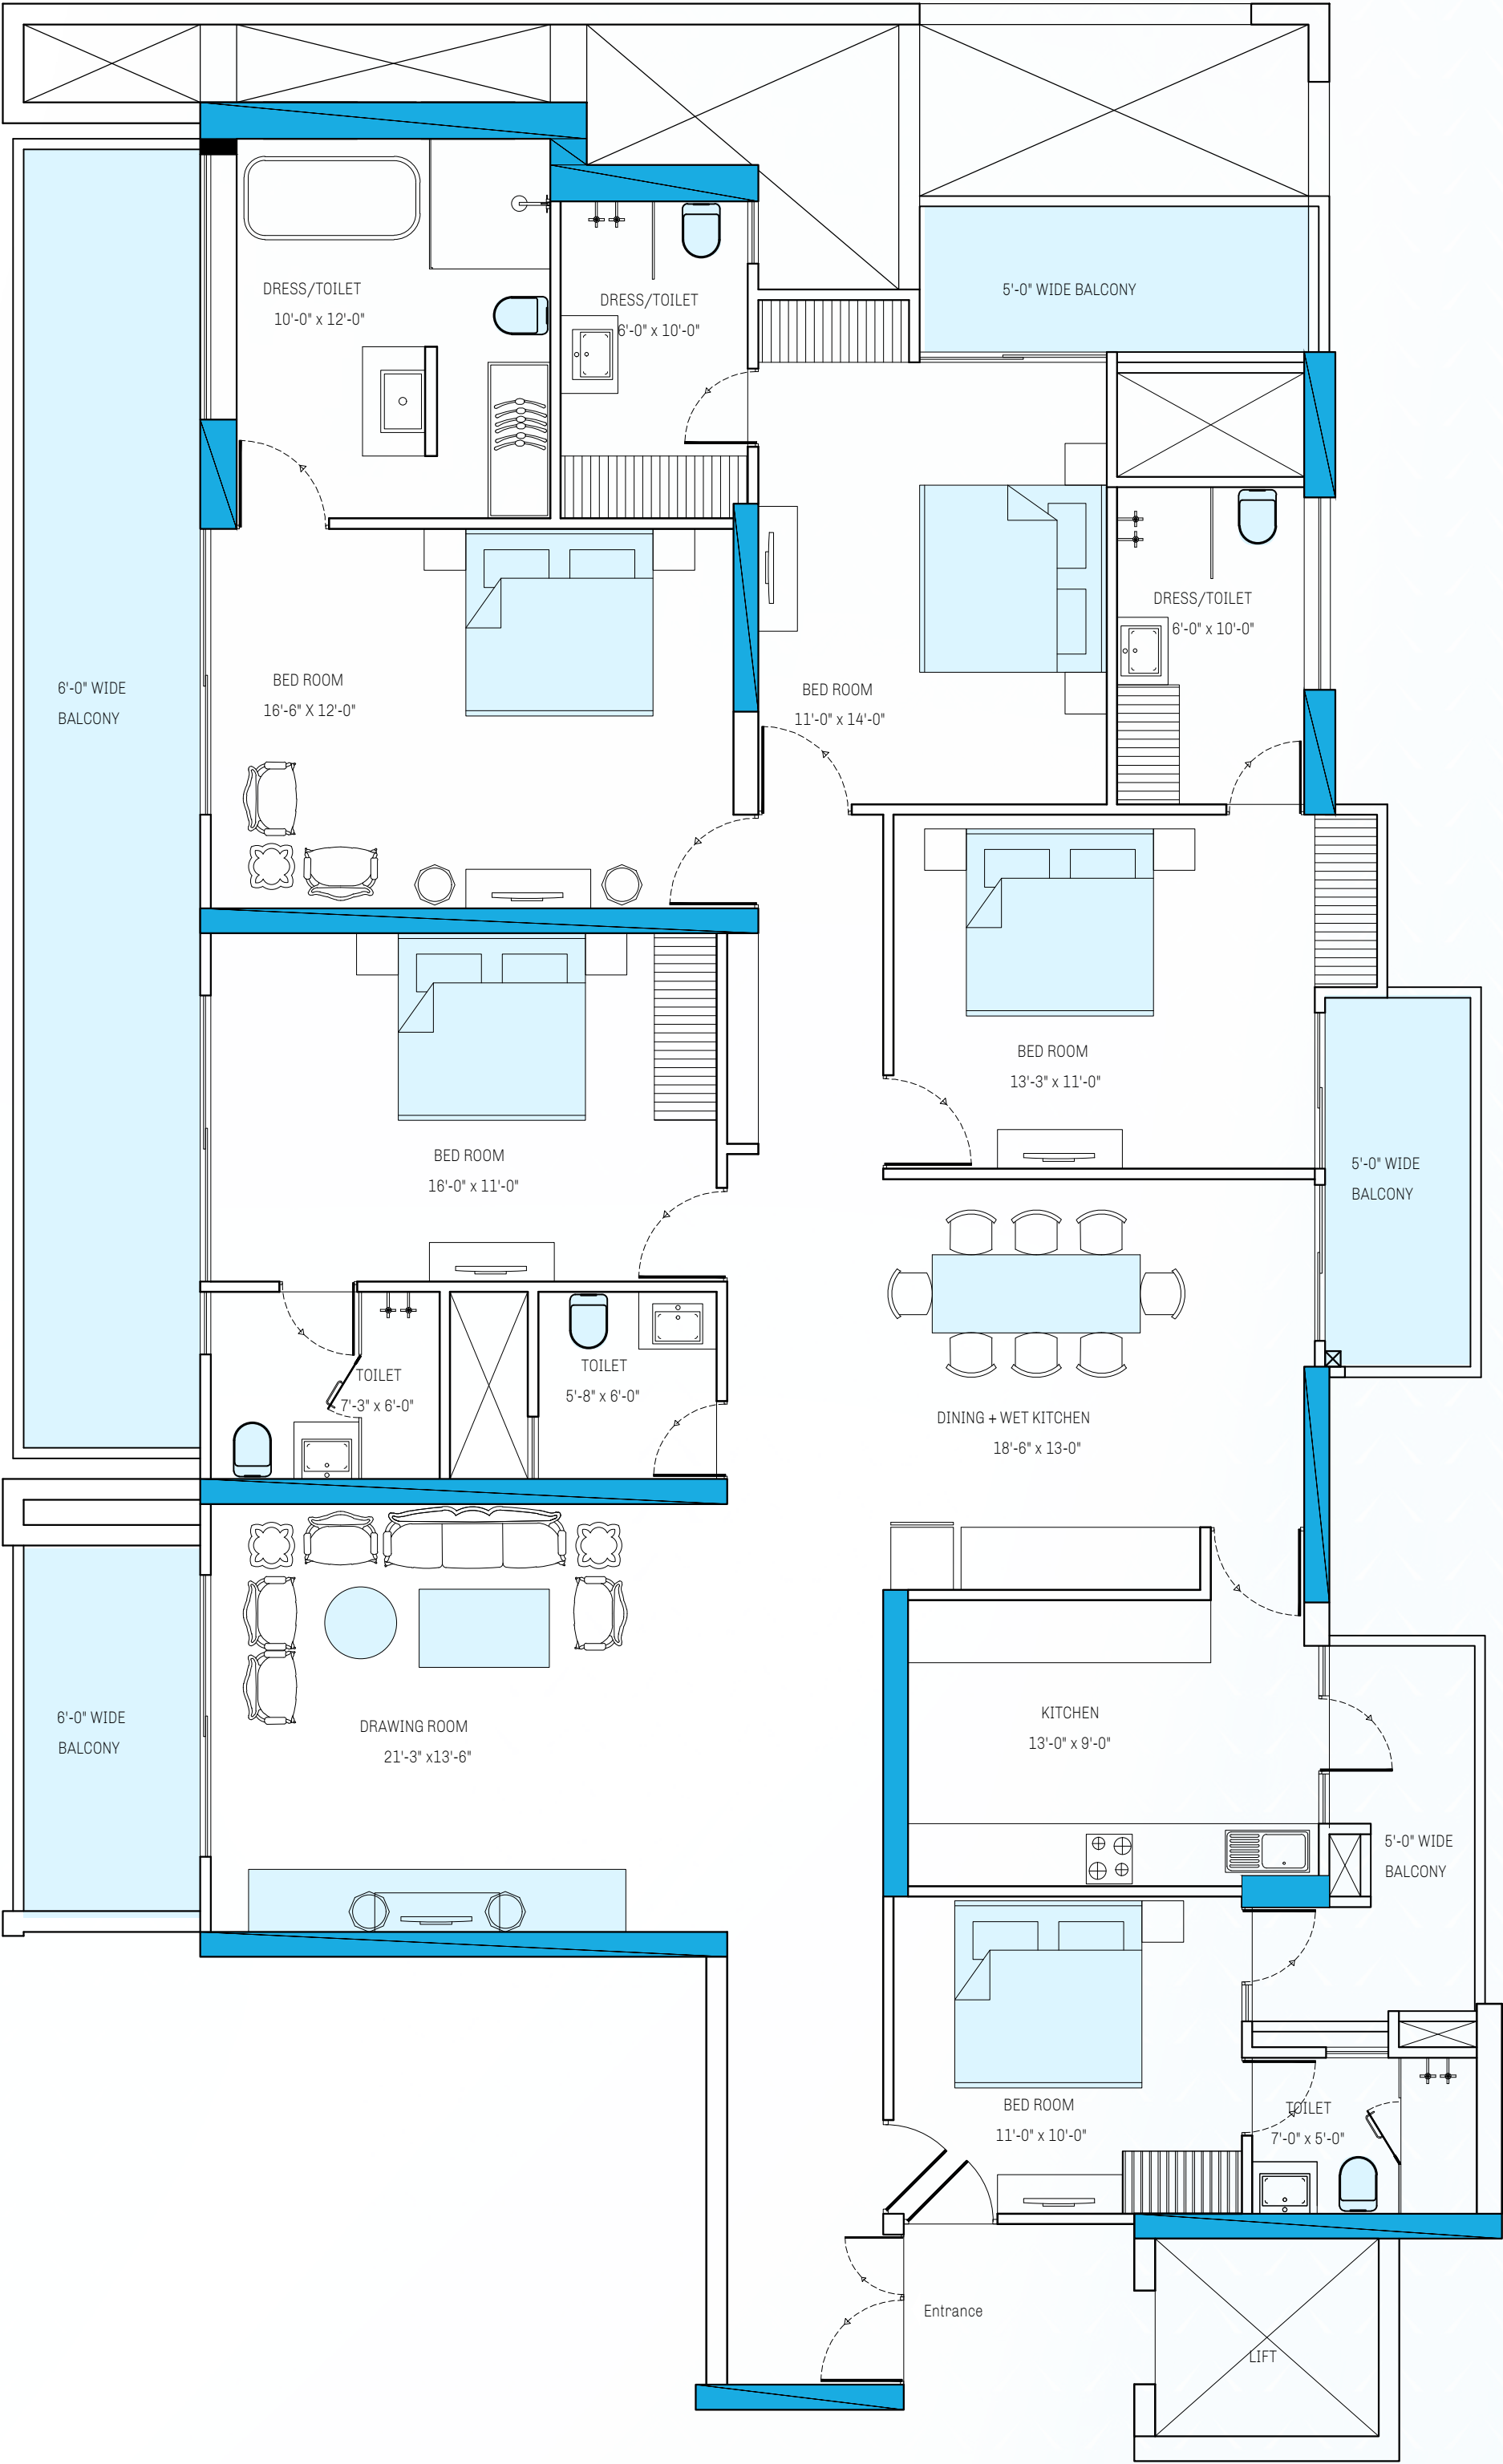 DRESS/TOILET
10'-0" x 12'-0"
DRESS/TOILET
6'-0" x 10'-0"
5'-0" WIDE BALCONY
DRESS/TOILET
6'-0" x 10'-0"
6'-0" WIDE
BALCONY
BED ROOM
16'-6" X 12'-0"
BED ROOM
11'-0" x 14'-0"
BED ROOM
13'-3" x 11'-0"
BED ROOM
16'-0" x 11'-0"
5'-0" WIDE
BALCONY
TOILET
7'-3" x 6'-0"
TOILET
5'-8" x 6'-0"
DINING + WET KITCHEN
18'-6" x 13-0"
6'-0" WIDE
BALCONY
DRAWING ROOM
21'-3" x13'-6"
KITCHEN
13'-0" x 9'-0"
5'-0" WIDE
BALCONY
BED ROOM
11'-0" x 10'-0"
TOILET
7'-0" x 5'-0"
Entrance
LIFT